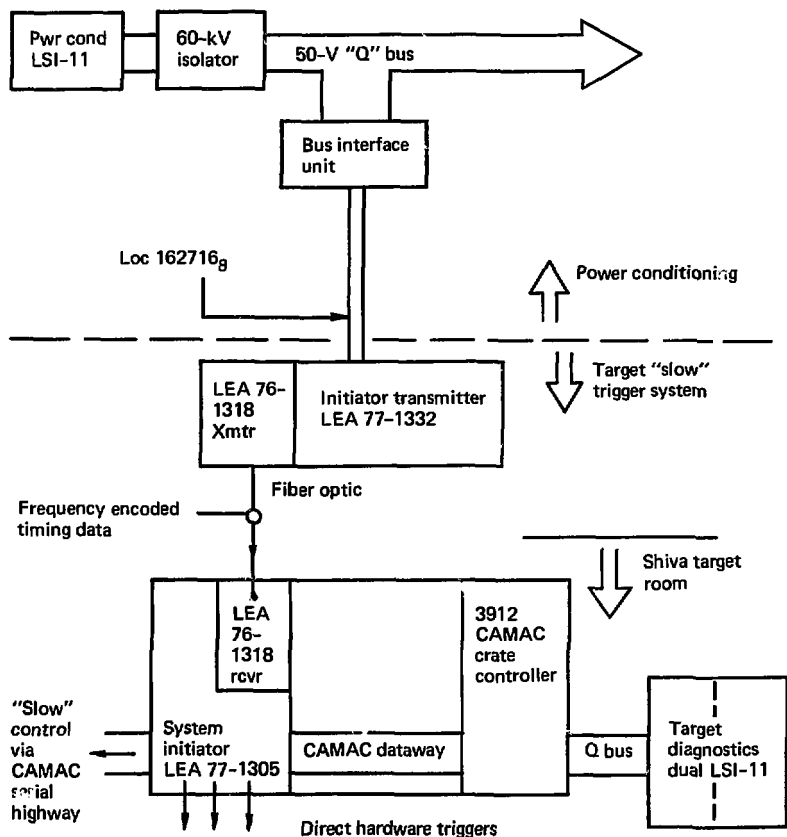 Pwr cond
LSI-11
60-kV
isolator
50-V "Q" bus
Bus interface
unit
Loc 162716₈
Power conditioning
Target "slow"
trigger system
LEA 76-
1318
Xmtr
Initiator transmitter
LEA 77-1332
Fiber optic
Frequency encoded
timing data
Shiva target
room
LEA
76-
1318
rcvr
3912
CAMAC
crate
controller
"Slow"
control
via
CAMAC
serial
highway
System
initiator
LEA 77-1305
CAMAC dataway
Q bus
Target
diagnostics
dual LSI-11
Direct hardware triggers